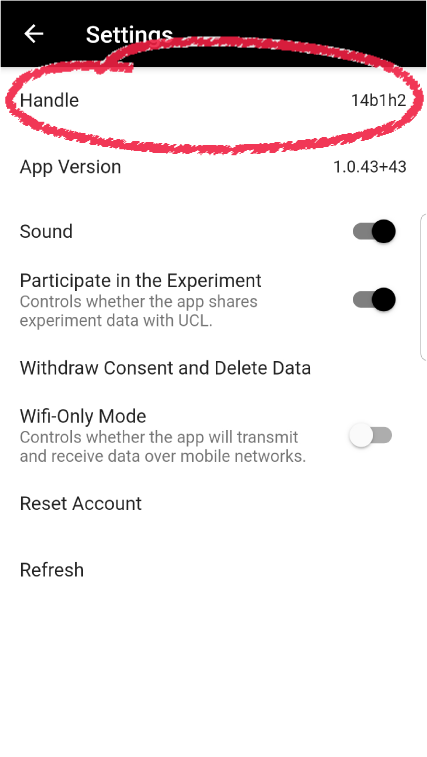 Settings
Handle 14b1h2
App Version 1.0.43+43
Sound
Participate in the Experiment
Controls whether the app shares
experiment data with UCL.
Withdraw Consent and Delete Data
Wifi-Only Mode
Controls whether the app will transmit
and receive data over mobile networks.
Reset Account
Refresh